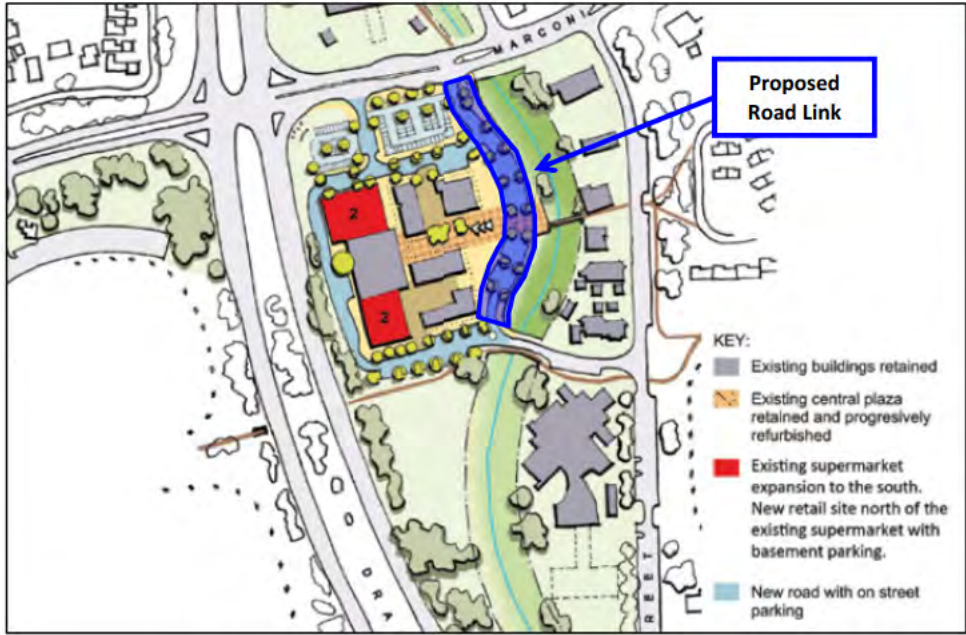 MARCONI
Proposed
Road Link
2
2
KEY:
Existing buildings retained
Existing central plaza
retained and progresively
refurbished
Existing supermarket
expansion to the south.
New retail site north of the
existing supermarket with
basement parking.
New road with on street
parking
D R A
R E E T